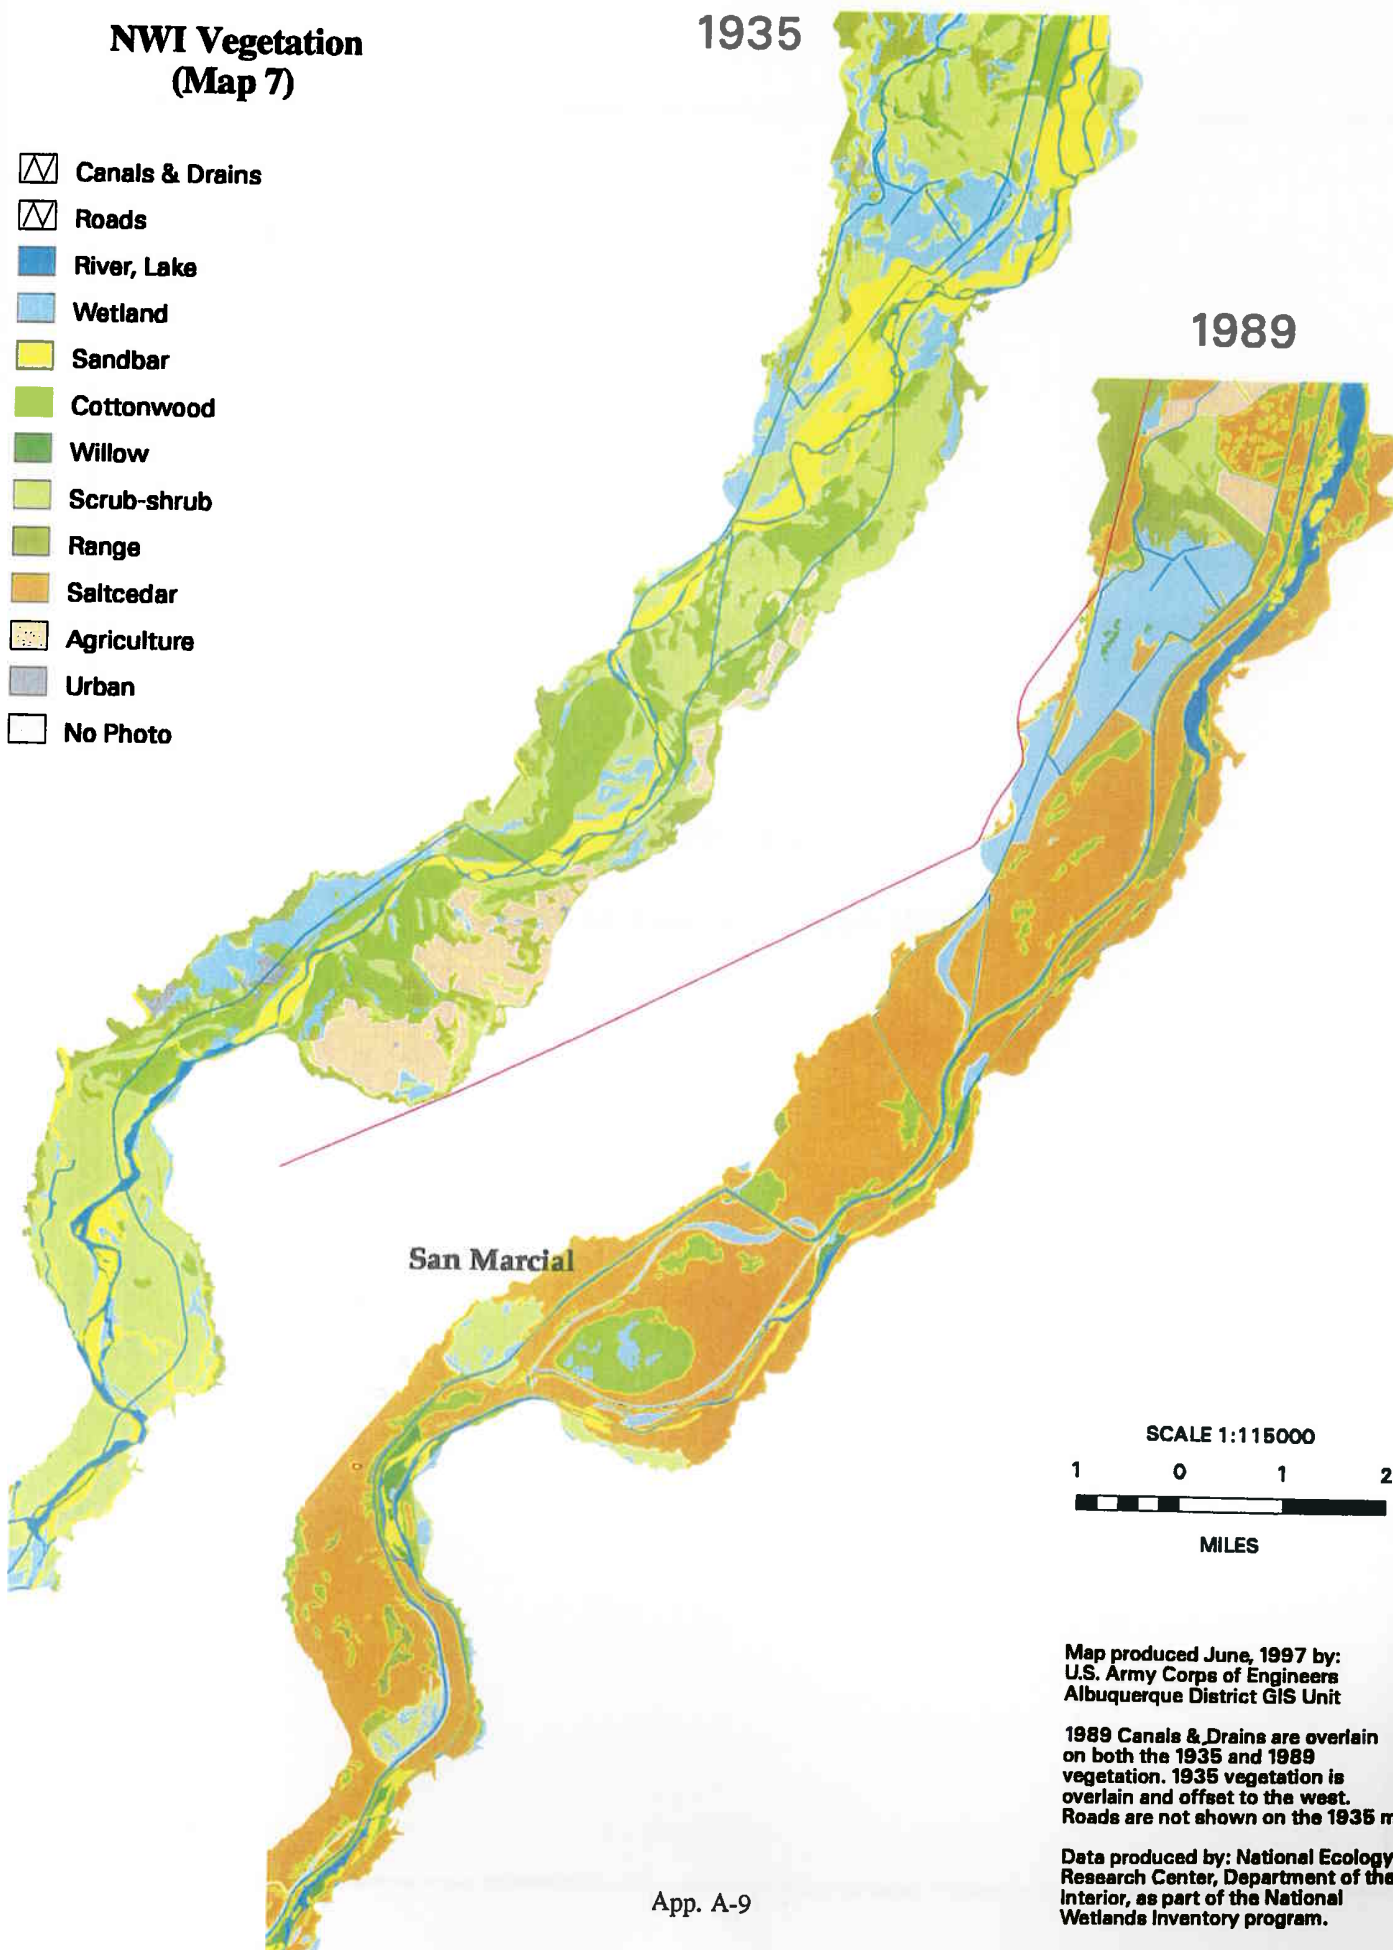 NWI Vegetation
(Map 7)
1935
1989
Canals & Drains
Roads
River, Lake
Wetland
Sandbar
Cottonwood
Willow
Scrub-shrub
Range
Saltcedar
Agriculture
Urban
No Photo
San Marcial
SCALE 1:115000
1 0 1 2
MILES
Map produced June, 1997 by:
U.S. Army Corps of Engineers
Albuquerque District GIS Unit
1989 Canals & Drains are overlain
on both the 1935 and 1989
vegetation. 1935 vegetation is
overlain and offset to the west.
Roads are not shown on the 1935 m
Data produced by: National Ecology
Research Center, Department of the
Interior, as part of the National
Wetlands Inventory program.
App. A-9